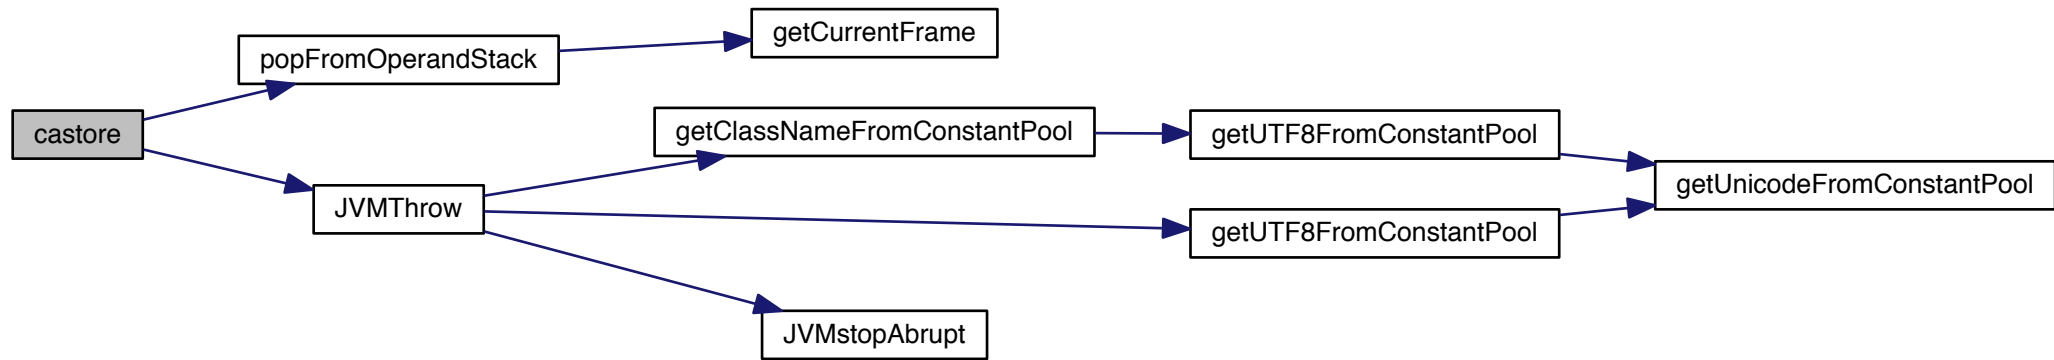 castore
popFromOperandStack
getCurrentFrame
JVMThrow
getClassNameFromConstantPool
getUTF8FromConstantPool
getUTF8FromConstantPool
getUnicodeFromConstantPool
JVMstopAbrupt